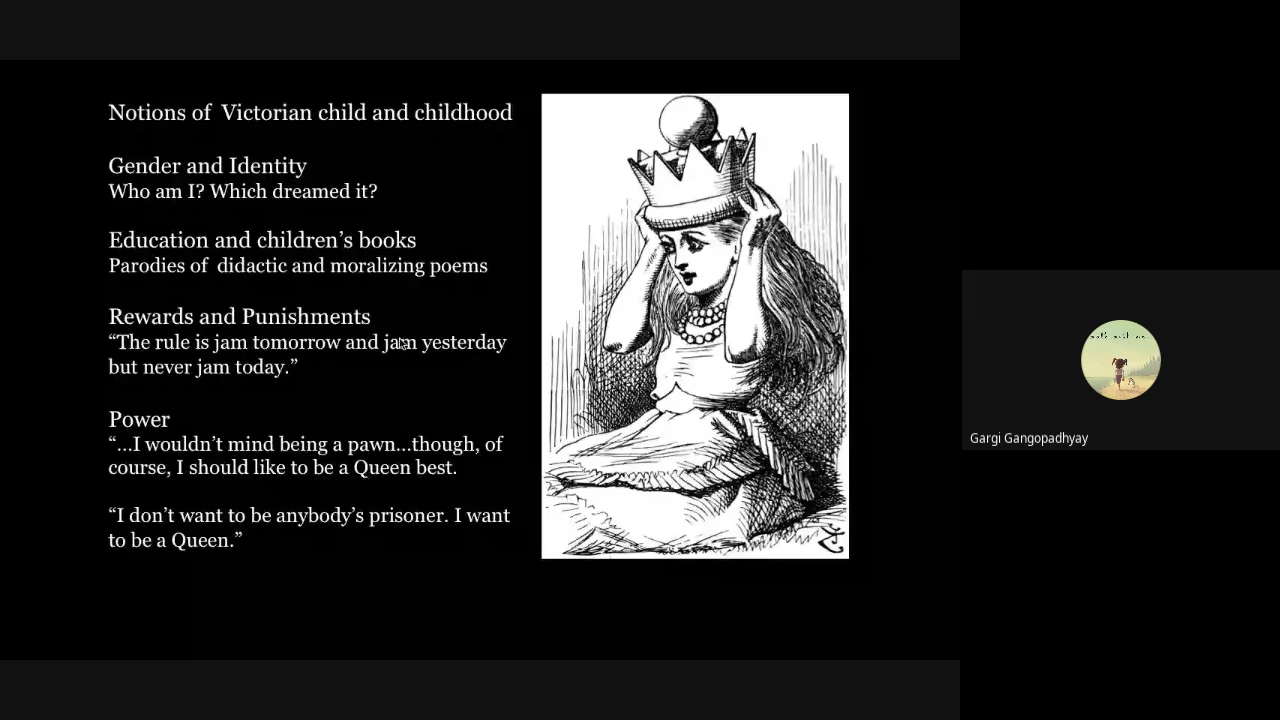 Notions of  Victorian child and childhood
Gender and Identity
Who am I? Which dreamed it?
Education and children’s books
Parodies of  didactic and moralizing poems
Rewards and Punishments
“The rule is jam tomorrow and jam yesterday
but never jam today.”
Power
“...I wouldn’t mind being a pawn...though, of
course, I should like to be a Queen best.
“I don’t want to be anybody’s prisoner. I want
to be a Queen.”
Gargi Gangopadhyay